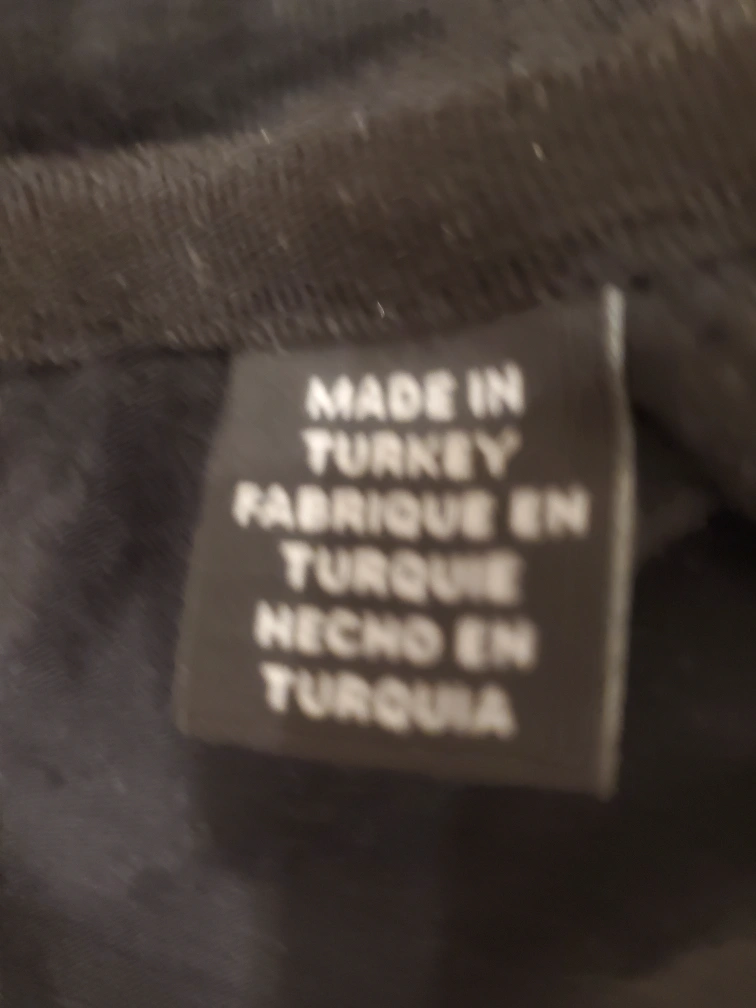 MADE IN
TURKEY
FABRIQUE EN
TURQUIE
HECHO EN
TURQUIA